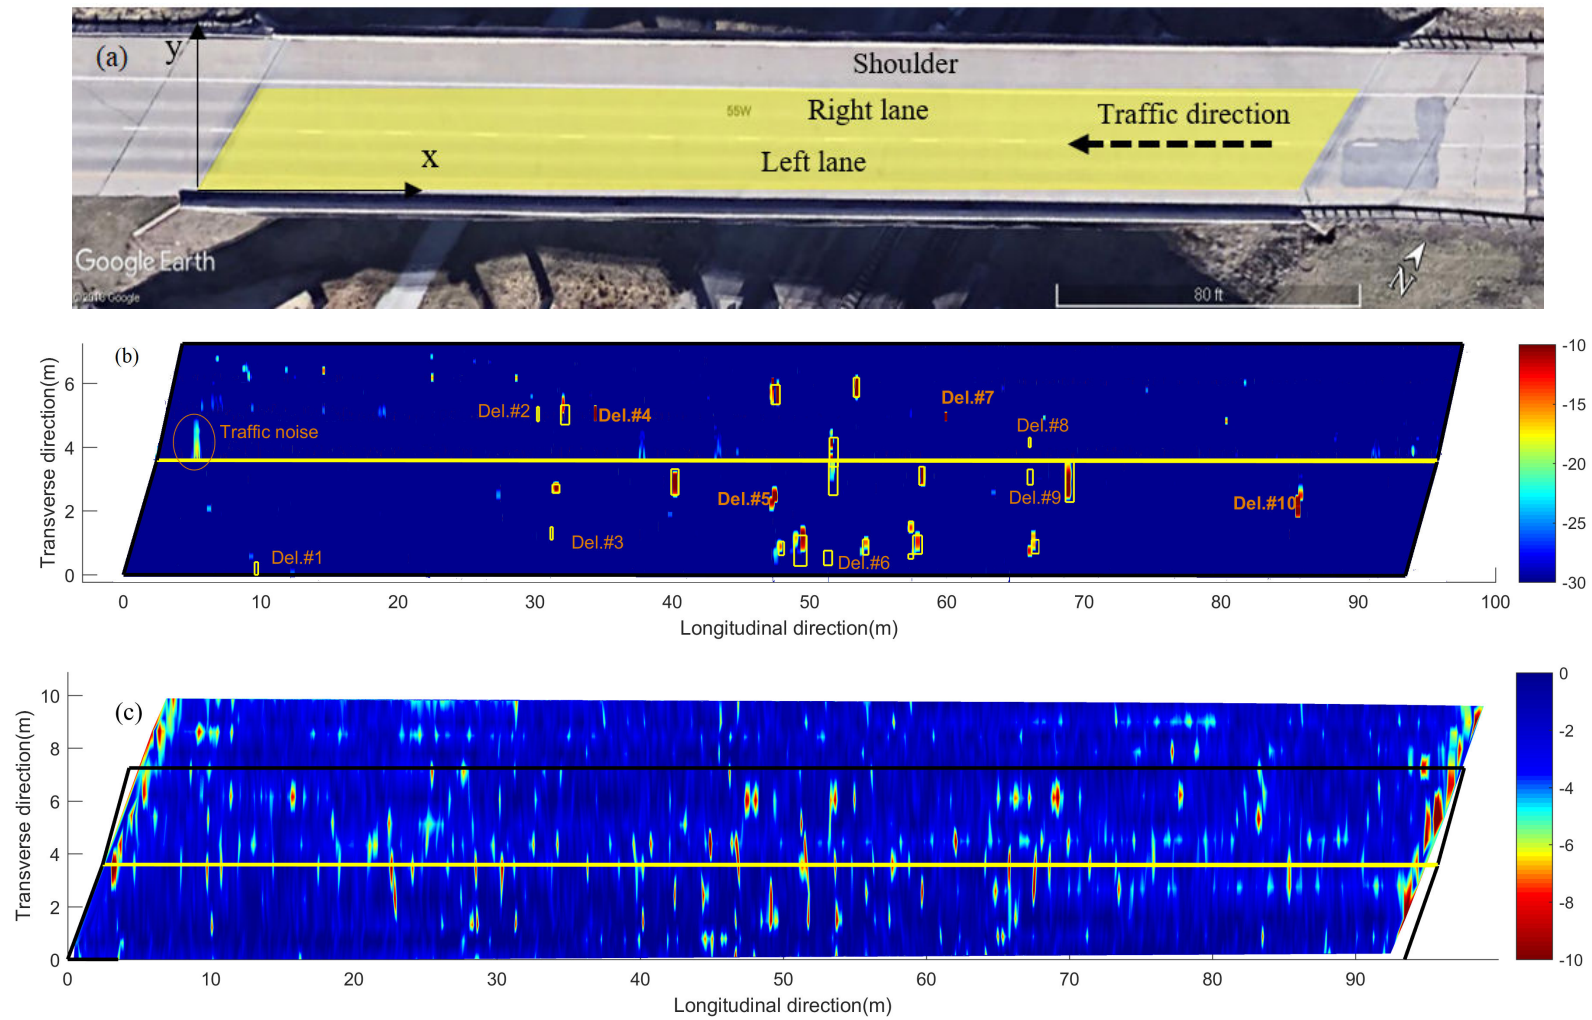 (a)
y
Shoulder
55W
Right lane
Traffic direction
x
Left lane
Google Earth
©2018 Google
N
80 ft
(b)
Transverse direction(m)
6
4
2
0
Del.#2
Del.#4
Del.#7
Del.#8
Traffic noise
Del.#5
Del.#9
Del.#10
Del.#3
Del.#1
Del.#6
0 10 20 30 40 50 60 70 80 90 100
Longitudinal direction(m)
-10
-15
-20
-25
-30
(c)
Transverse direction(m)
10
8
6
4
2
0
0 10 20 30 40 50 60 70 80 90
Longitudinal direction(m)
0
-2
-4
-6
-8
-10